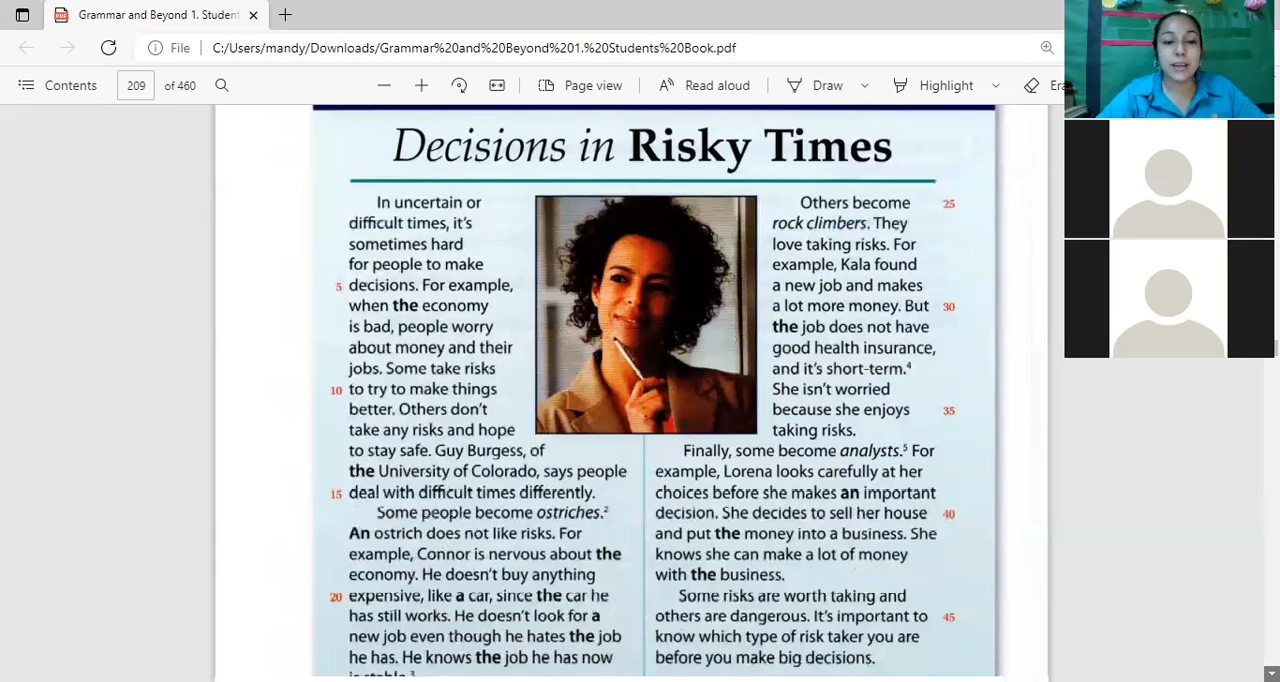 Grammar and Beyond 1. Student
File
C:/Users/mandy/Downloads/Grammar%20and%20Beyond%201.%20Students%20Book.pdf
Contents
209
of 460
Page view
Read aloud
Draw
Highlight
Era
Decisions in Risky Times
In uncertain or
difficult times, it's
sometimes hard
for people to make
5 decisions. For example,
when the economy
is bad, people worry
about money and their
jobs. Some take risks
10 to try to make things
better. Others don't
take any risks and hope
to stay safe. Guy Burgess, of
the University of Colorado, says people
15 deal with difficult times differently.
Some people become ostriches.2
An ostrich does not like risks. For
example, Connor is nervous about the
economy. He doesn't buy anything
20 expensive, like a car, since the car he
has still works. He doesn't look for a
new job even though he hates the job
he has. He knows the job he has now
is stable.3
Others become 25
rock climbers. They
love taking risks. For
example, Kala found
a new job and makes
a lot more money. But 30
the job does not have
good health insurance,
and it's short-term.4
She isn't worried
because she enjoys 35
taking risks.
Finally, some become analysts.5 For
example, Lorena looks carefully at her
choices before she makes an important
decision. She decides to sell her house 40
and put the money into a business. She
knows she can make a lot of money
with the business.
Some risks are worth taking and
others are dangerous. It's important to 45
know which type of risk taker you are
before you make big decisions.